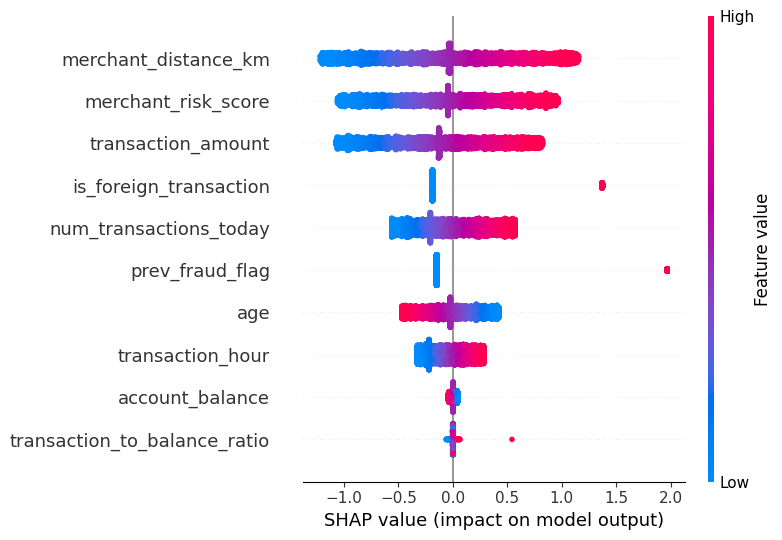 High
merchant_distance_km
merchant_risk_score
transaction_amount
is_foreign_transaction
num_transactions_today
prev_fraud_flag
age
transaction_hour
account_balance
transaction_to_balance_ratio
Feature value
Low
−1.0 −0.5 0.0 0.5 1.0 1.5 2.0
SHAP value (impact on model output)